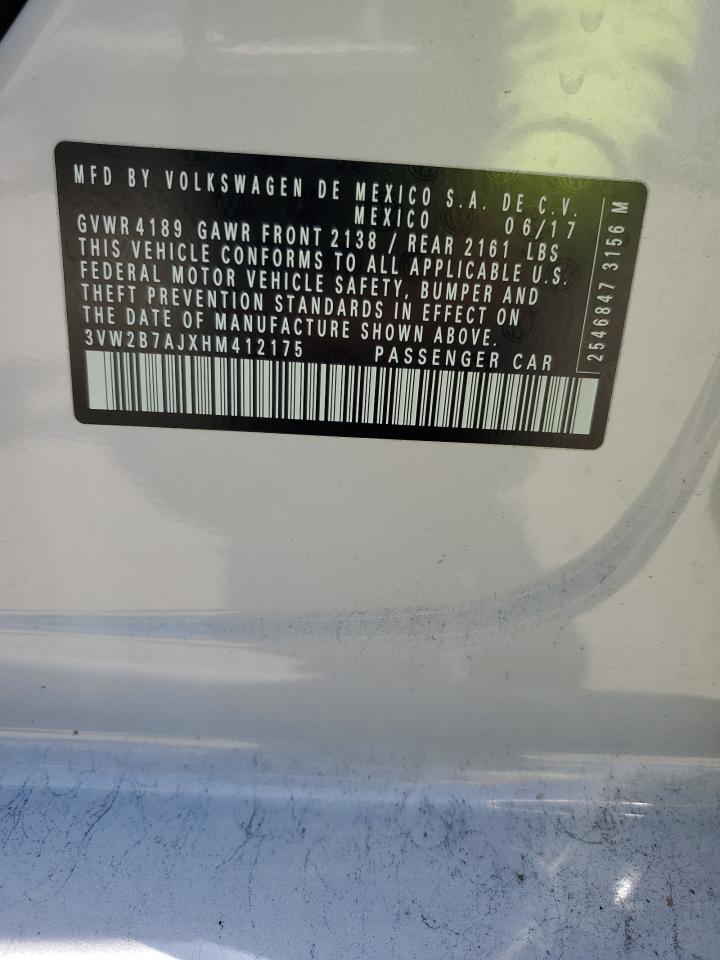 MFD BY VOLKSWAGEN DE MEXICO S.A. DE C.V.
MEXICO 06/17
GVWR 4189 GAWR FRONT 2138 / REAR 2161 LBS
THIS VEHICLE CONFORMS TO ALL APPLICABLE U.S.
FEDERAL MOTOR VEHICLE SAFETY, BUMPER AND
THEFT PREVENTION STANDARDS IN EFFECT ON
THE DATE OF MANUFACTURE SHOWN ABOVE.
3VW2B7AJXHM412175 PASSENGER CAR
2546847 3156 M